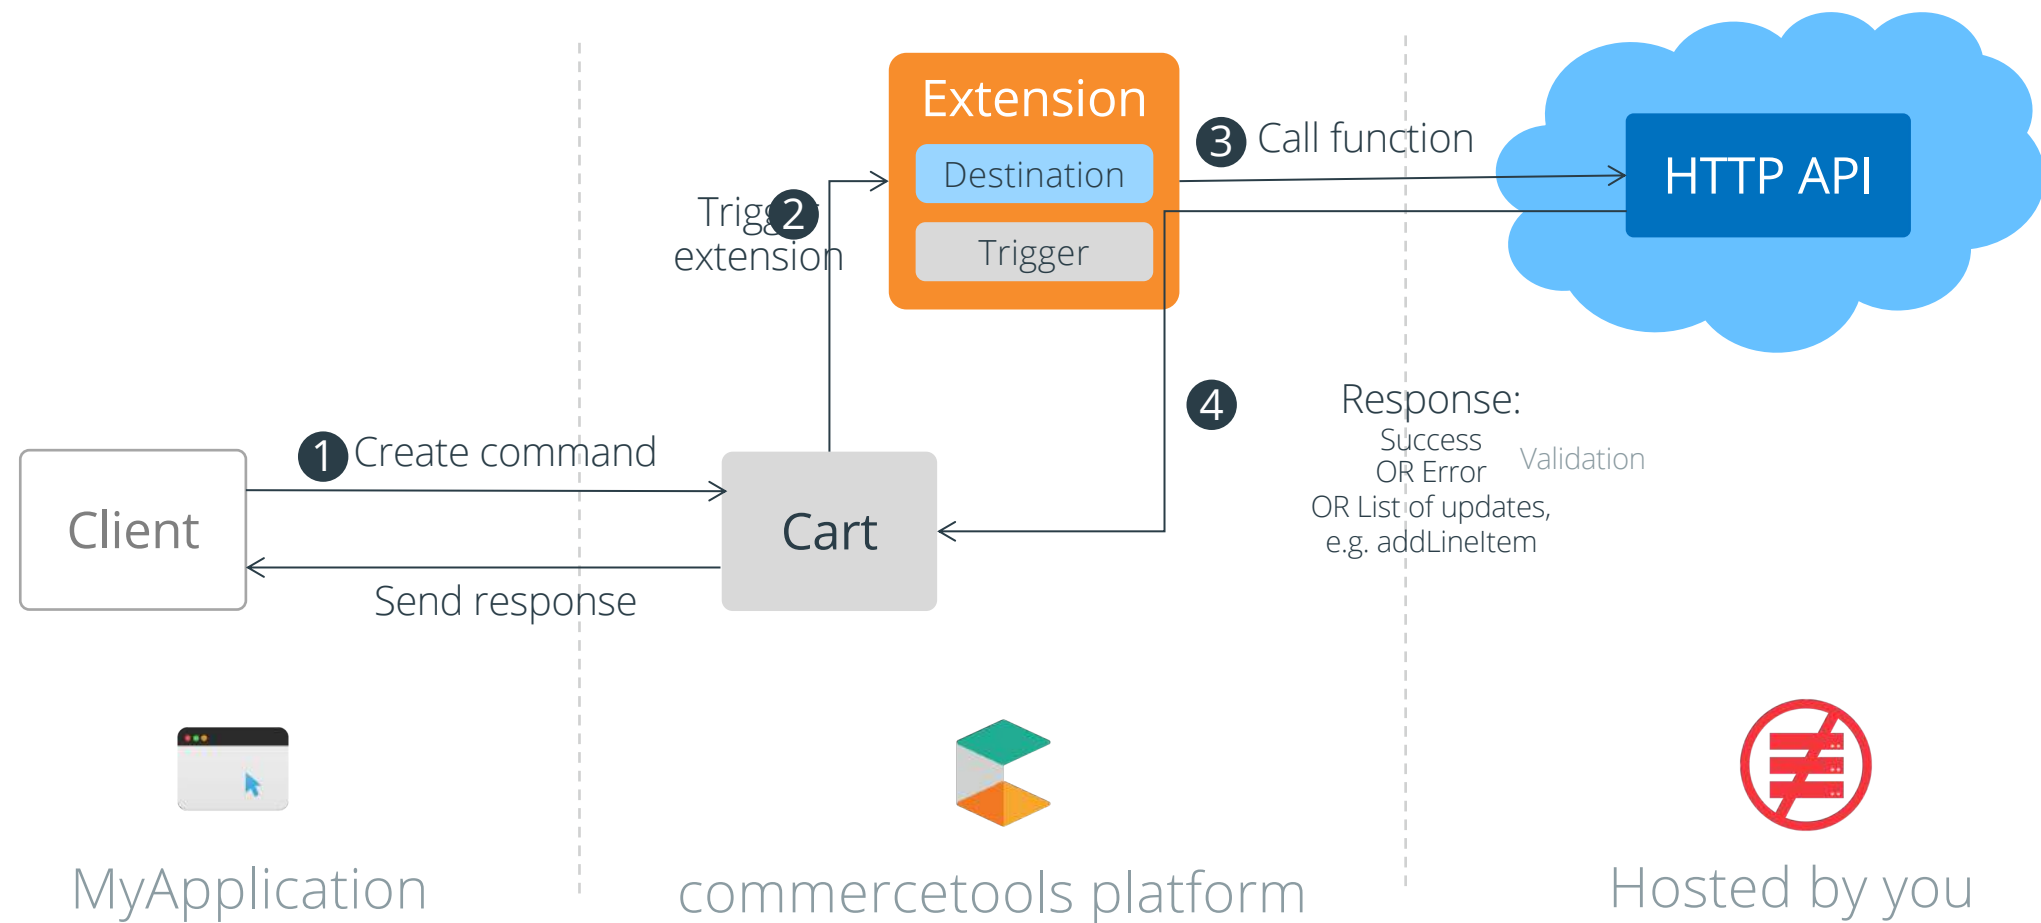 Extension
Destination
Trigger
3 Call function
HTTP API
2
Trigger
extension
4
Response:
Success
OR Error
Validation
OR List of updates,
e.g. addLineItem
1 Create command
Client
Cart
Send response
MyApplication
commercetools platform
Hosted by you